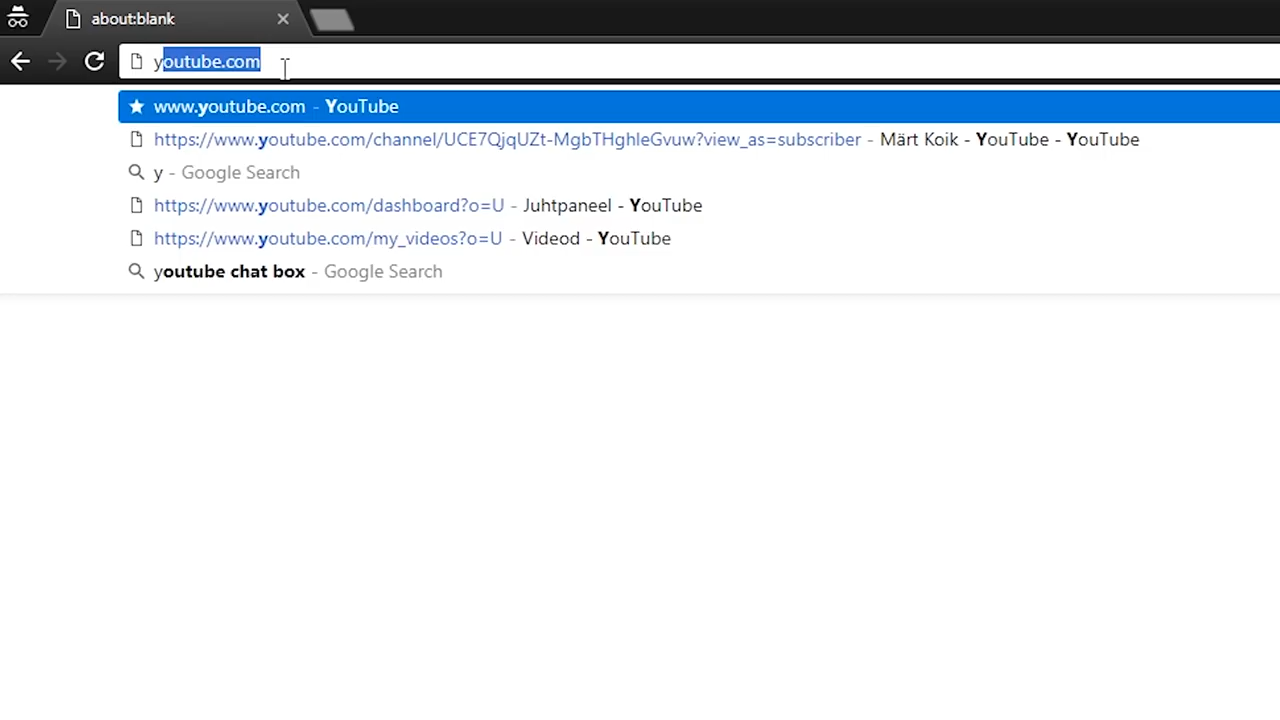 about:blank
youtube.com
www.youtube.com - YouTube
https://www.youtube.com/channel/UCE7QjqUZt-MgbTHghleGvuw?view_as=subscriber - Märt Koik - YouTube - YouTube
y - Google Search
https://www.youtube.com/dashboard?o=U - Juhtpaneel - YouTube
https://www.youtube.com/my_videos?o=U - Videod - YouTube
youtube chat box - Google Search